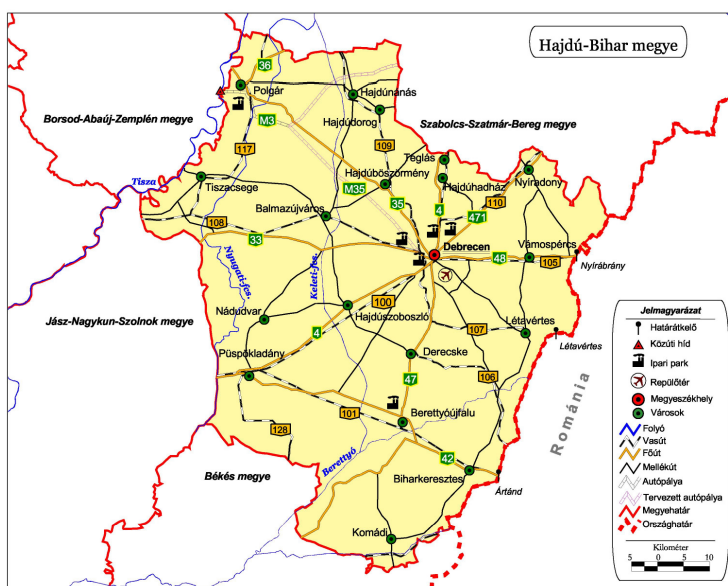 Hajdú-Bihar megye
36
Polgár
Hajdúnánás
Borsod-Abaúj-Zemplén megye
Hajdúdorog
M3
Szabolcs-Szatmár-Bereg megye
117
109
Téglás
Tisza
Tiszacsege
Hajdúböszörmény
Hajdúhadház
Nyíradony
M35
35
4
110
Balmazújváros
471
108
33
Debrecen
Vámospércs
48
105
Nyírábrány
Nyugati-fcs.
Keleti-fcs.
100
Nádudvar
Hajdúszoboszló
Létavértes
Jász-Nagykun-Szolnok megye
4
107
Létavértes
Püspökladány
Derecske
47
106
101
Berettyóújfalu
128
Románia
Berettyó
42
Békés megye
Biharkeresztes
Ártánd
Komádi
Jelmagyarázat
Határátkelő
Közúti híd
Ipari park
Repülőtér
Megyeszékhely
Városok
Folyó
Vasút
Főút
Mellékút
Autópálya
Tervezett autópálya
Megyehatár
Országhatár
Kilométer
5 0 5 10